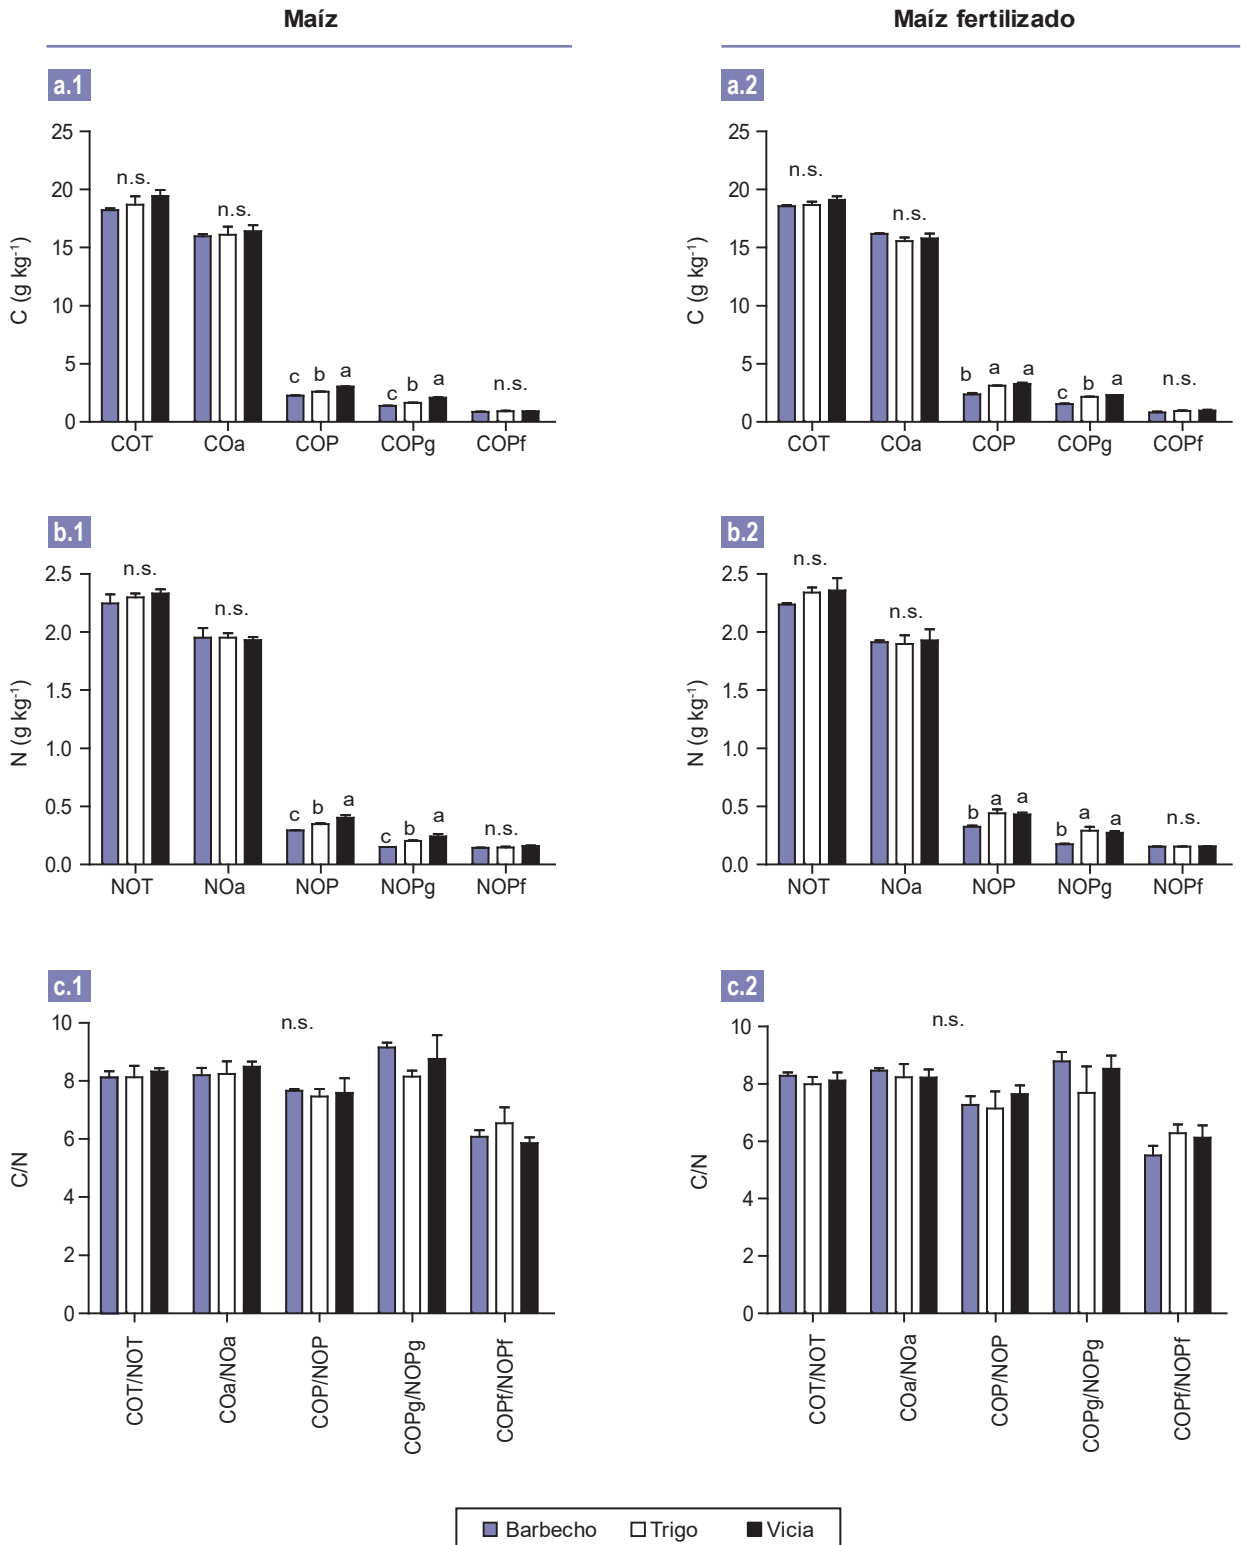 Maíz
Maíz fertilizado
a.1
25
20
15
10
5
0
C (g kg⁻¹)
n.s.
n.s.
c b a
c b a
n.s.
COT COa COP COPg COPf
a.2
25
20
15
10
5
0
C (g kg⁻¹)
n.s.
n.s.
b a a
c b a
n.s.
COT COa COP COPg COPf
b.1
2.5
2.0
1.5
1.0
0.5
0.0
N (g kg⁻¹)
n.s.
n.s.
c b a
c b a
n.s.
NOT NOa NOP NOPg NOPf
b.2
2.5
2.0
1.5
1.0
0.5
0.0
N (g kg⁻¹)
n.s.
n.s.
b a a
b a a
n.s.
NOT NOa NOP NOPg NOPf
c.1
10
8
6
4
2
0
C/N
n.s.
COT/NOT
COa/NOa
COP/NOP
COPg/NOPg
COPf/NOPf
c.2
10
8
6
4
2
0
C/N
n.s.
COT/NOT
COa/NOa
COP/NOP
COPg/NOPg
COPf/NOPf
Barbecho Trigo Vicia